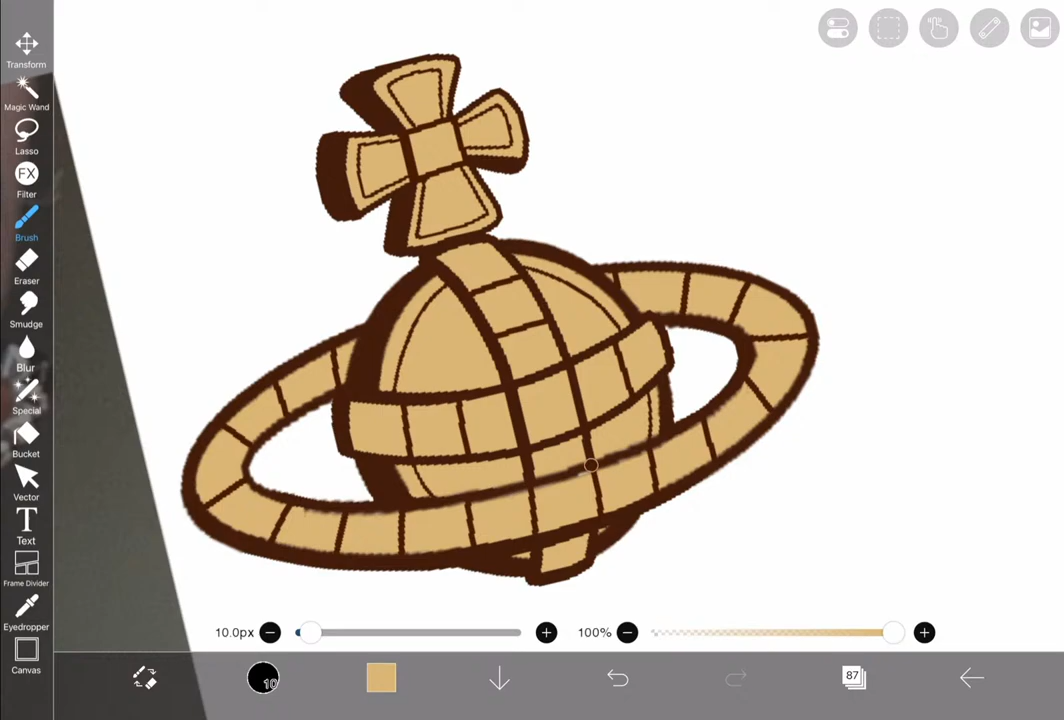 Transform
Magic Wand
Lasso
FX
Filter
Brush
Eraser
Smudge
Blur
Special
Bucket
Vector
T
Text
Frame Divider
Eyedropper
Canvas
10.0px
100%
10
87